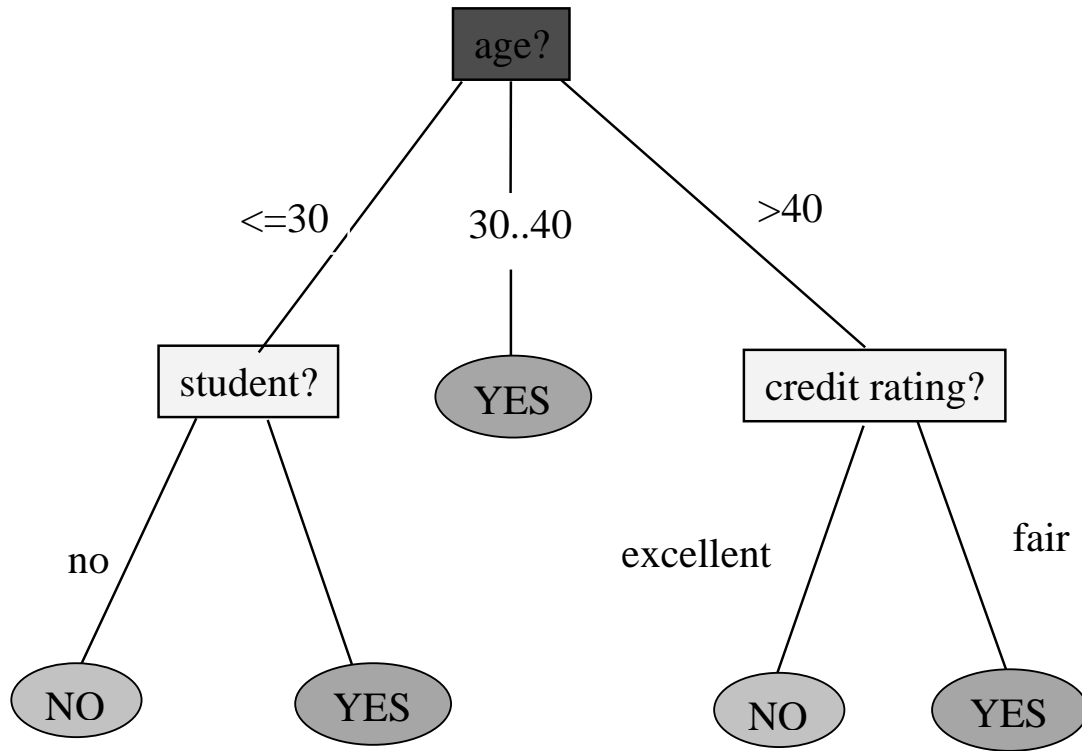 age?
<=30
30..40
>40
student?
YES
credit rating?
no
excellent
fair
NO
YES
NO
YES